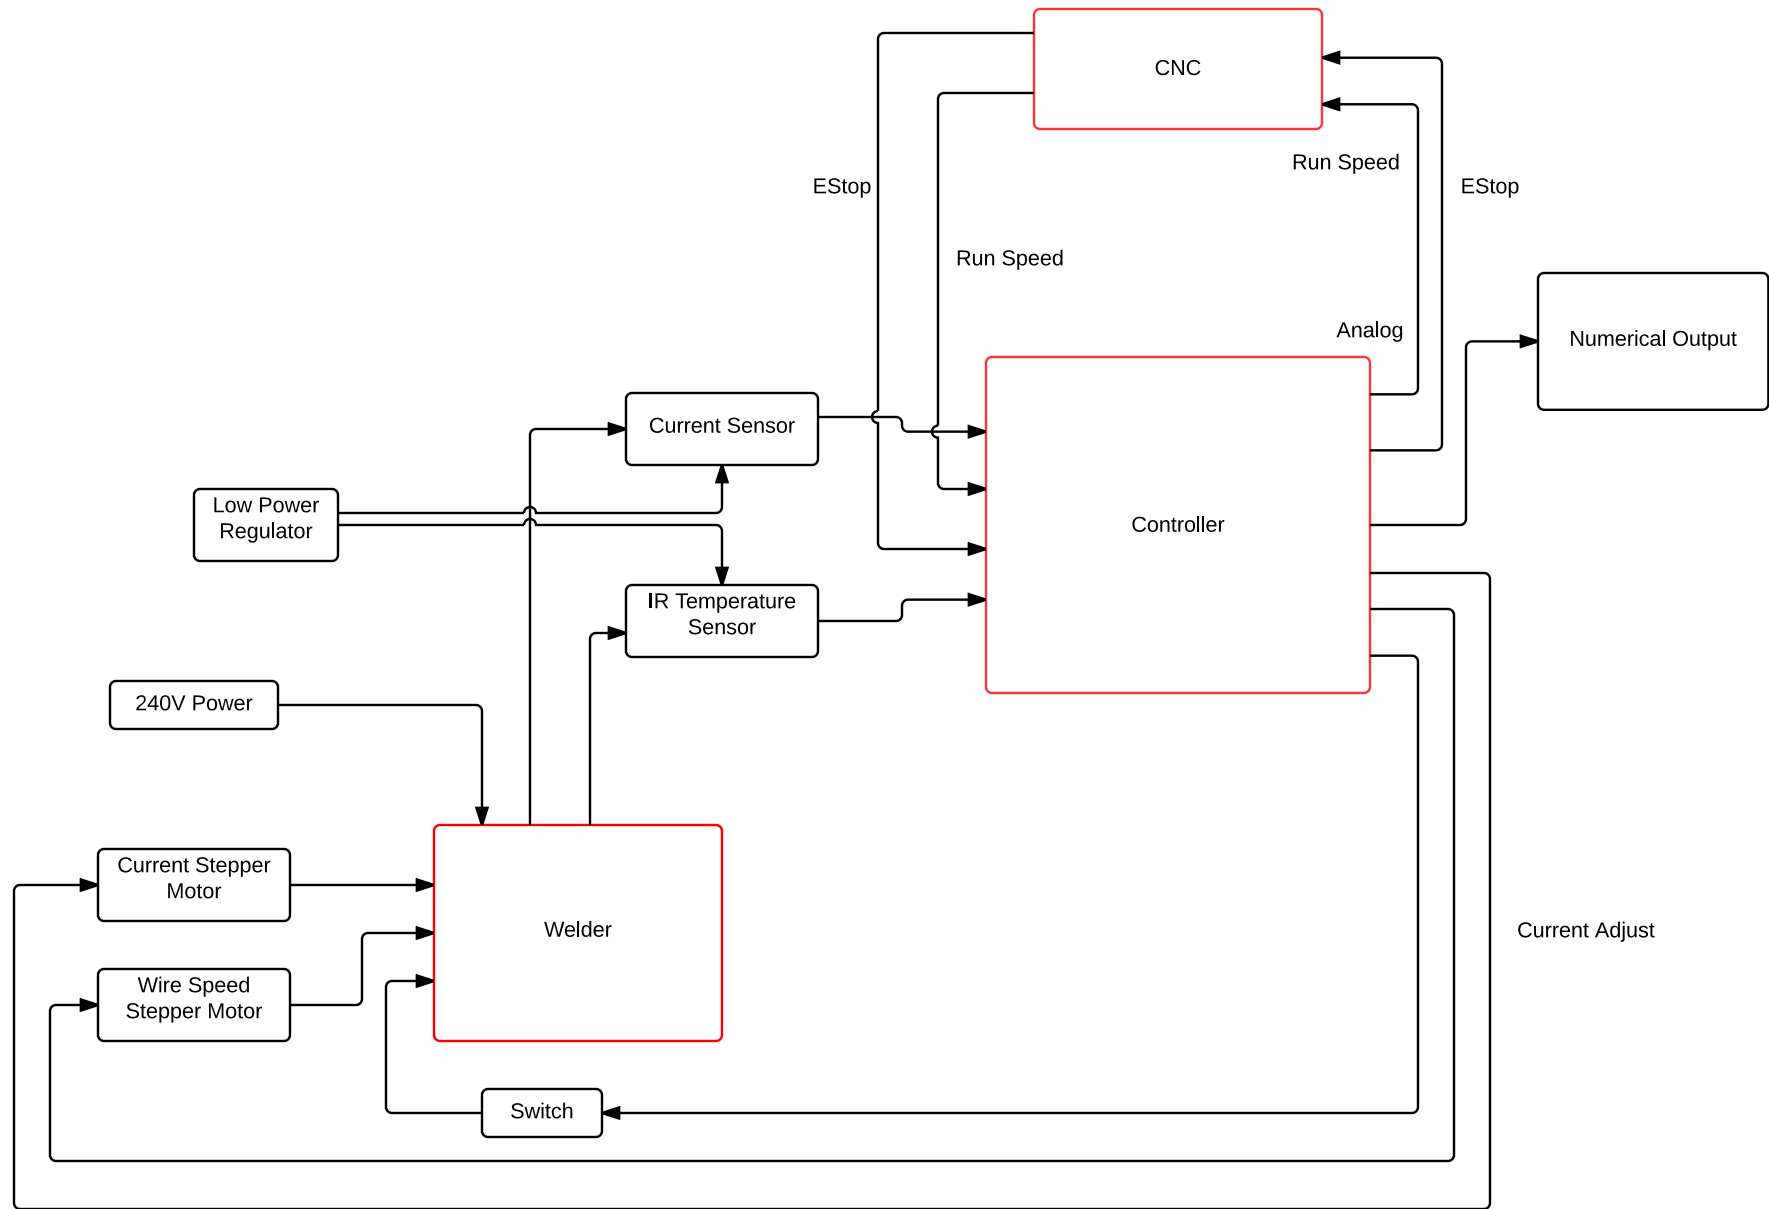 CNC
Run Speed
EStop
EStop
Run Speed
Analog
Numerical Output
Current Sensor
Low Power
Regulator
Controller
IR Temperature
Sensor
240V Power
Current Stepper
Motor
Welder
Current Adjust
Wire Speed
Stepper Motor
Switch